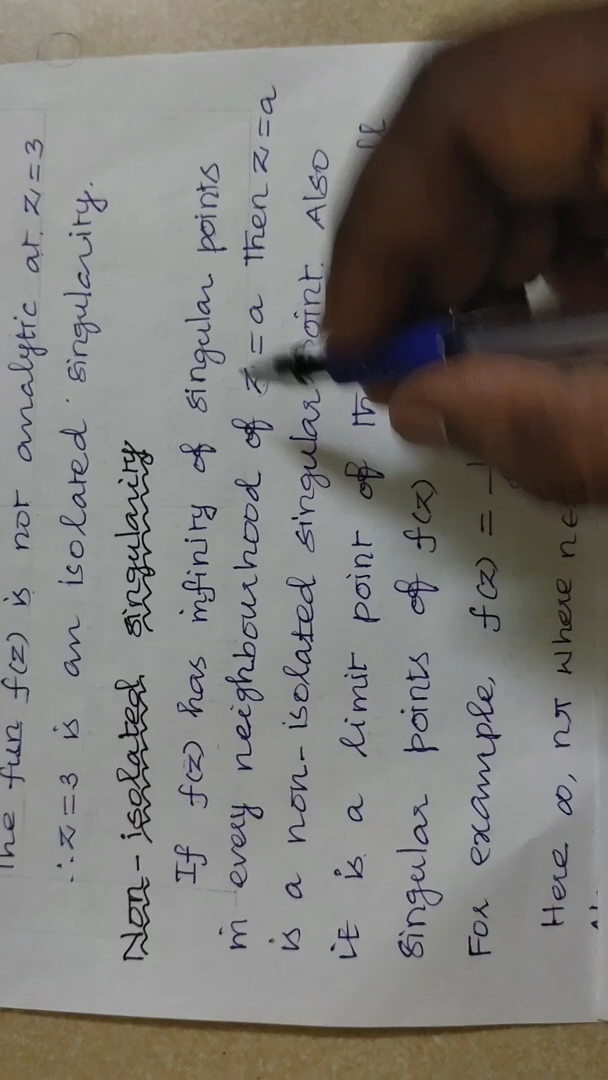 The fun f(z) is not analytic at z=3
∴ z=3 is an isolated singularity.
Non-isolated singularity
If f(z) has infinity of singular points
in every neighbourhood of z=a then z=a
is a non-isolated singular point. Also
it is a limit point of
singular points of f(z)
For example, f(z) =
Here ∞, nπ where